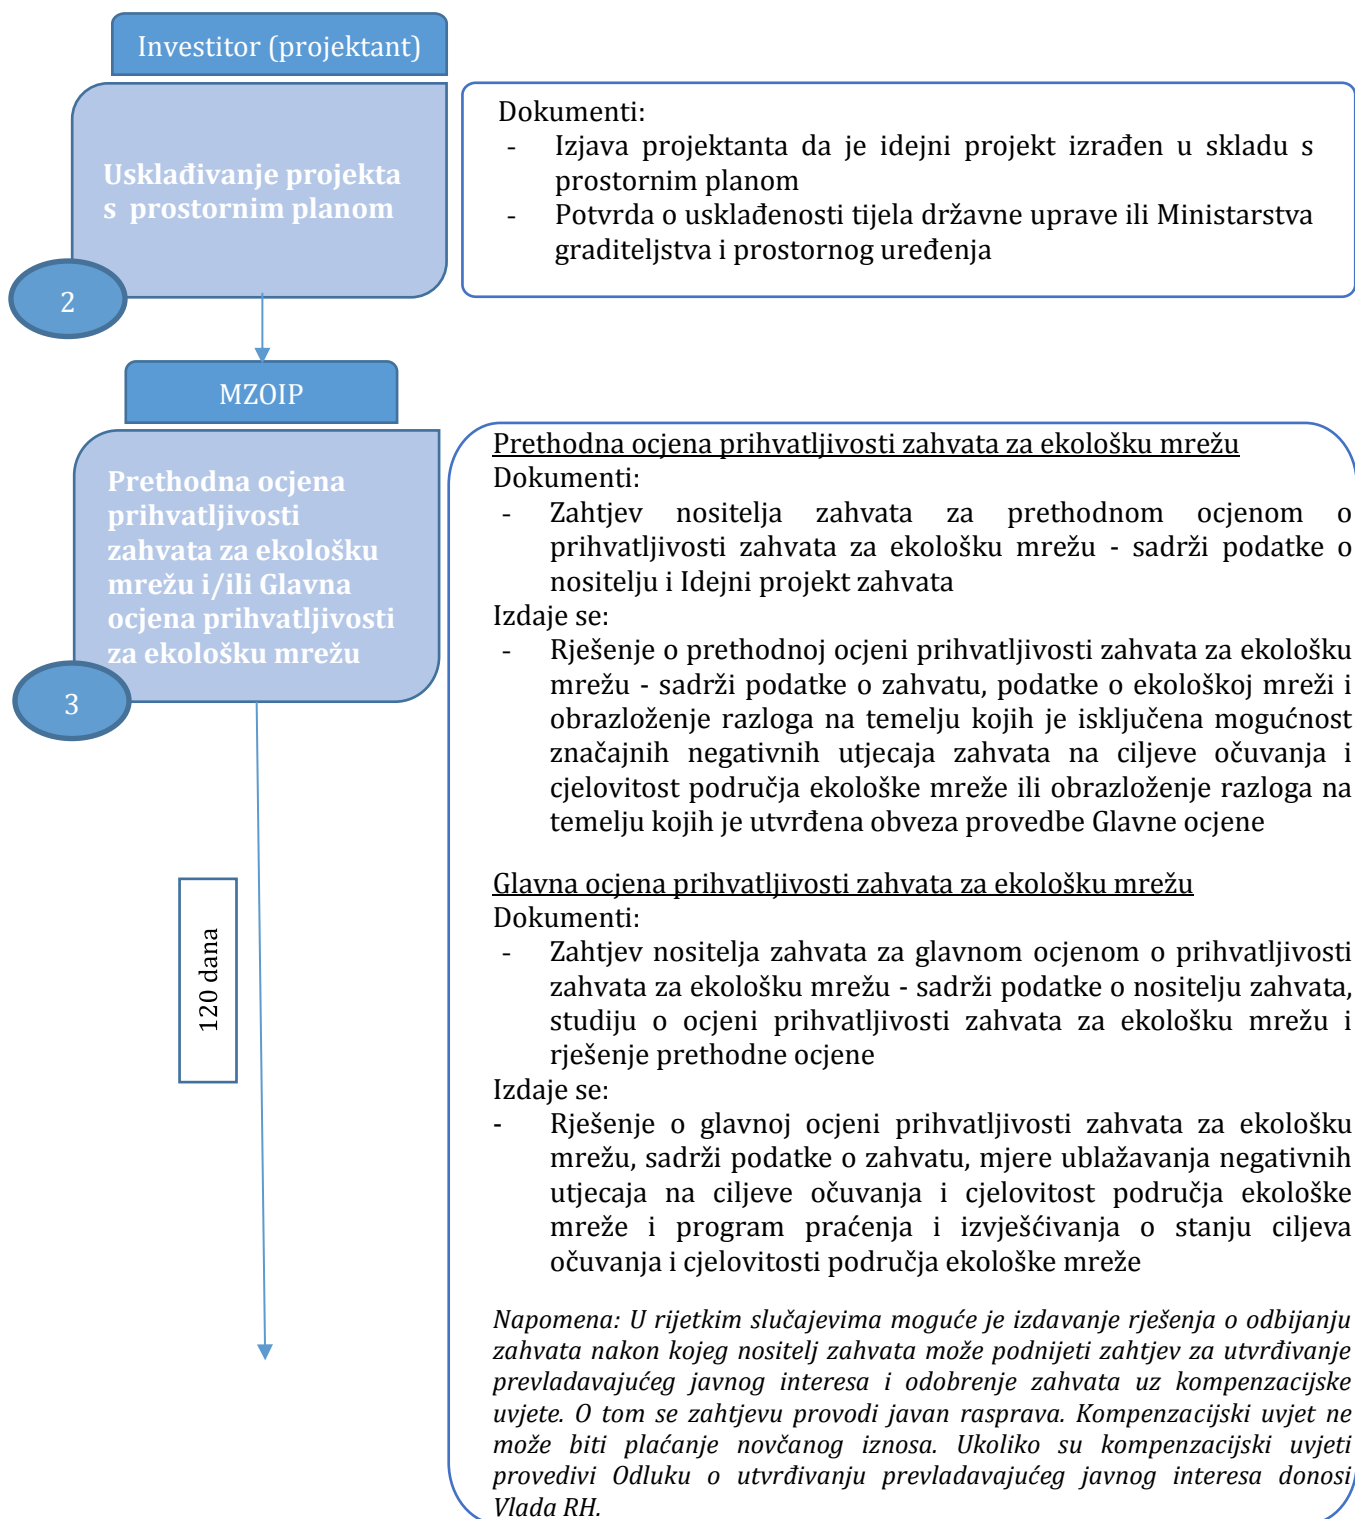 Investitor (projektant)
Usklađivanje projekta
s prostornim planom
2
Dokumenti:
- Izjava projektanta da je idejni projekt izrađen u skladu s
prostornim planom
- Potvrda o usklađenosti tijela državne uprave ili Ministarstva
graditeljstva i prostornog uređenja
MZOIP
Prethodna ocjena
prihvatljivosti
zahvata za ekološku
mrežu i/ili Glavna
ocjena prihvatljivosti
za ekološku mrežu
3
120 dana
Prethodna ocjena prihvatljivosti zahvata za ekološku mrežu
Dokumenti:
- Zahtjev nositelja zahvata za prethodnom ocjenom o
prihvatljivosti zahvata za ekološku mrežu - sadrži podatke o
nositelju i Idejni projekt zahvata
Izdaje se:
- Rješenje o prethodnoj ocjeni prihvatljivosti zahvata za ekološku
mrežu - sadrži podatke o zahvatu, podatke o ekološkoj mreži i
obrazloženje razloga na temelju kojih je isključena mogućnost
značajnih negativnih utjecaja zahvata na ciljeve očuvanja i
cjelovitost područja ekološke mreže ili obrazloženje razloga na
temelju kojih je utvrđena obveza provedbe Glavne ocjene
Glavna ocjena prihvatljivosti zahvata za ekološku mrežu
Dokumenti:
- Zahtjev nositelja zahvata za glavnom ocjenom o prihvatljivosti
zahvata za ekološku mrežu - sadrži podatke o nositelju zahvata,
studiju o ocjeni prihvatljivosti zahvata za ekološku mrežu i
rješenje prethodne ocjene
Izdaje se:
- Rješenje o glavnoj ocjeni prihvatljivosti zahvata za ekološku
mrežu, sadrži podatke o zahvatu, mjere ublažavanja negativnih
utjecaja na ciljeve očuvanja i cjelovitost područja ekološke
mreže i program praćenja i izvješćivanja o stanju ciljeva
očuvanja i cjelovitosti područja ekološke mreže
Napomena: U rijetkim slučajevima moguće je izdavanje rješenja o odbijanju
zahvata nakon kojeg nositelj zahvata može podnijeti zahtjev za utvrđivanje
prevladavajućeg javnog interesa i odobrenje zahvata uz kompenzacijske
uvjete. O tom se zahtjevu provodi javan rasprava. Kompenzacijski uvjet ne
može biti plaćanje novčanog iznosa. Ukoliko su kompenzacijski uvjeti
provedivi Odluku o utvrđivanju prevladavajućeg javnog interesa donosi
Vlada RH.